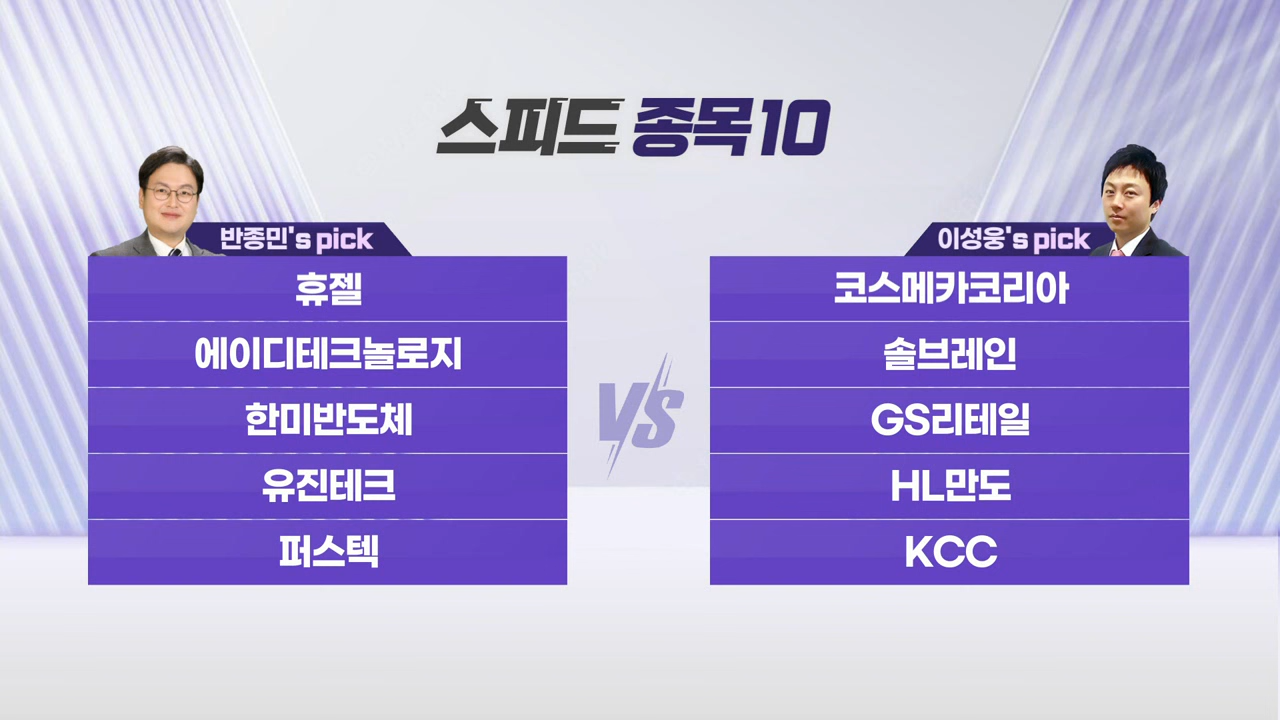 스피드 종목10
반종민's pick
휴젤
에이디테크놀로지
한미반도체
유진테크
퍼스텍
VS
이성웅's pick
코스메카코리아
솔브레인
GS리테일
HL만도
KCC